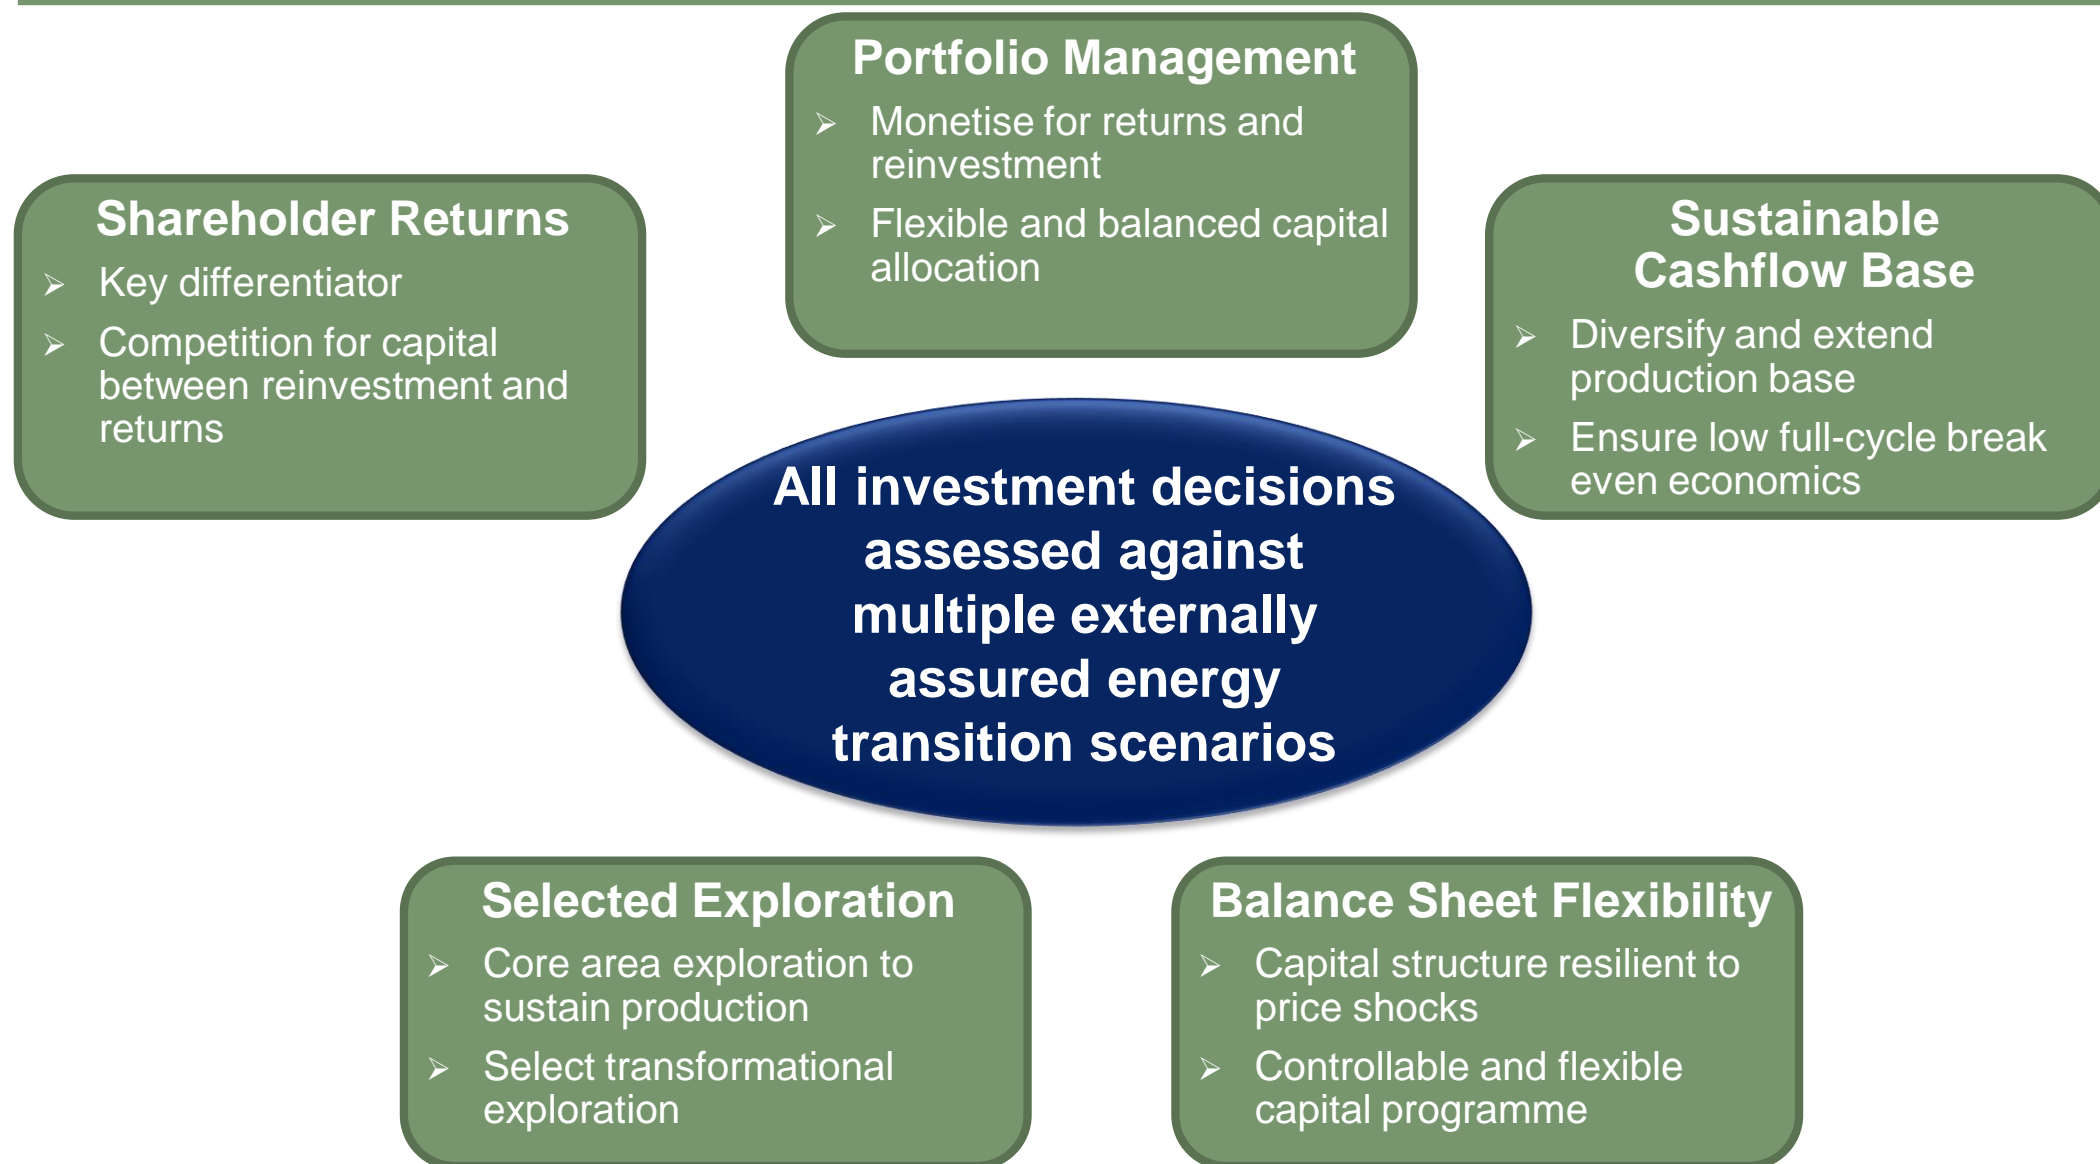 Portfolio Management
➢ Monetise for returns and
reinvestment
➢ Flexible and balanced capital
allocation
Shareholder Returns
➢ Key differentiator
➢ Competition for capital
between reinvestment and
returns
Sustainable
Cashflow Base
➢ Diversify and extend
production base
➢ Ensure low full-cycle break
even economics
All investment decisions
assessed against
multiple externally
assured energy
transition scenarios
Selected Exploration
➢ Core area exploration to
sustain production
➢ Select transformational
exploration
Balance Sheet Flexibility
➢ Capital structure resilient to
price shocks
➢ Controllable and flexible
capital programme